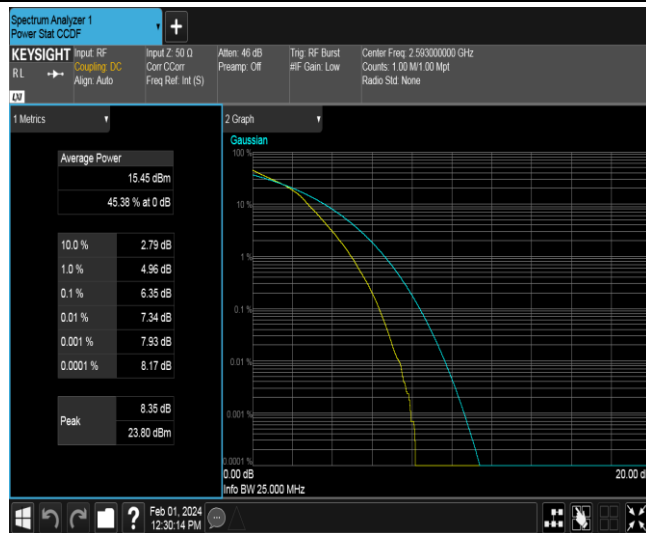 Spectrum Analyzer 1
Power Stat CCDF
+
KEYSIGHT
RL
LXI
Input: RF
Coupling: DC
Align: Auto
Input Z: 50 Ω
Corr CCorr
Freq Ref: Int (S)
Atten: 46 dB
Preamp: Off
Trig: RF Burst
#IF Gain: Low
Center Freq: 2.593000000 GHz
Counts: 1.00 M/1.00 Mpt
Radio Std: None
1 Metrics
Average Power
15.45 dBm
45.38 % at 0 dB
10.0 % 2.79 dB
1.0 % 4.96 dB
0.1 % 6.35 dB
0.01 % 7.34 dB
0.001 % 7.93 dB
0.0001 % 8.17 dB
Peak 8.35 dB
23.80 dBm
2 Graph
Gaussian
100 %
10 %
1 %
0.1 %
0.01 %
0.001 %
0.0001 %
0.00 dB
20.00 d
Info BW 25.000 MHz
?
Feb 01, 2024
12:30:14 PM